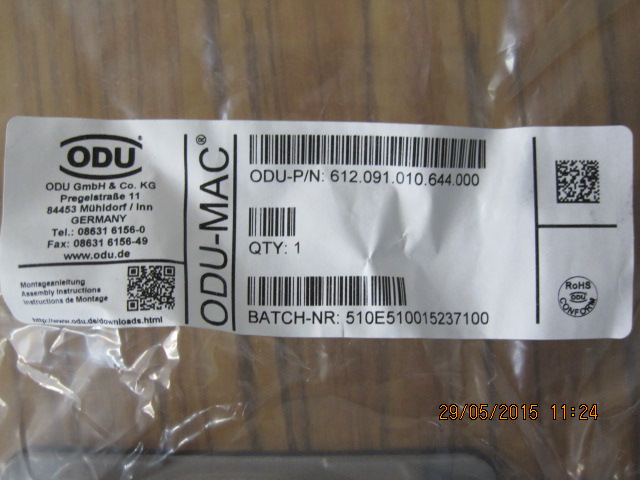 ODU
ODU GmbH & Co. KG
Pregelstraße 11
84453 Mühldorf / Inn
GERMANY
Tel.: 08631 6156-0
Fax: 08631 6156-49
www.odu.de
Montageanleitung
Assembly Instructions
Instructions de Montage
http://www.odu.de/downloads.html
ODU-MAC®
ODU-P/N: 612.091.010.644.000
QTY: 1
BATCH-NR: 510E510015237100
RoHS
ODU
CONFORM
29/05/2015 11:24